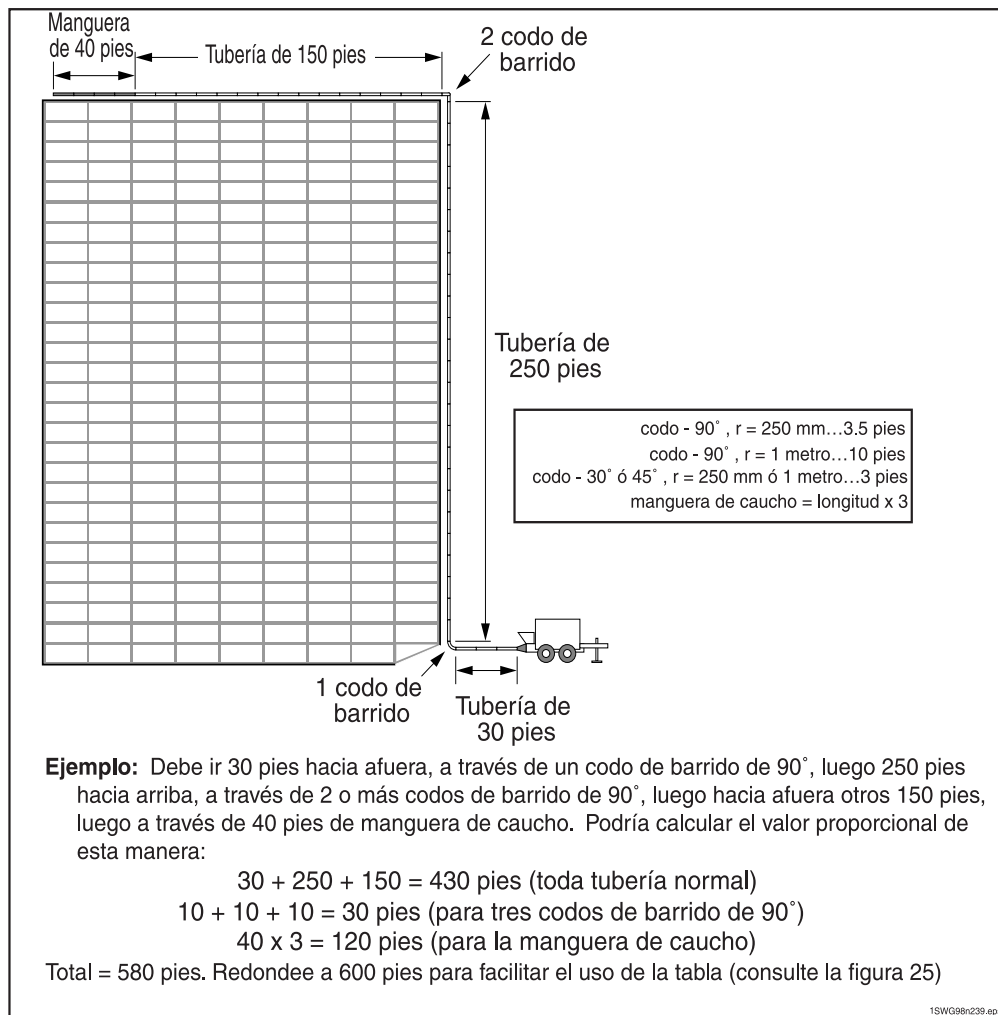 Manguera
de 40 pies
Tubería de 150 pies
2 codo de
barrido
Tubería de
250 pies
codo - 90˚ , r = 250 mm…3.5 pies
codo - 90˚ , r = 1 metro…10 pies
codo - 30˚ ó 45˚ , r = 250 mm ó 1 metro…3 pies
manguera de caucho = longitud x 3
1 codo de
barrido
Tubería de
30 pies
Ejemplo: Debe ir 30 pies hacia afuera, a través de un codo de barrido de 90˚, luego 250 pies
hacia arriba, a través de 2 o más codos de barrido de 90˚, luego hacia afuera otros 150 pies,
luego a través de 40 pies de manguera de caucho. Podría calcular el valor proporcional de
esta manera:
30 + 250 + 150 = 430 pies (toda tubería normal)
10 + 10 + 10 = 30 pies (para tres codos de barrido de 90˚)
40 x 3 = 120 pies (para la manguera de caucho)
Total = 580 pies. Redondee a 600 pies para facilitar el uso de la tabla (consulte la figura 25)
1SWG98n239.ep